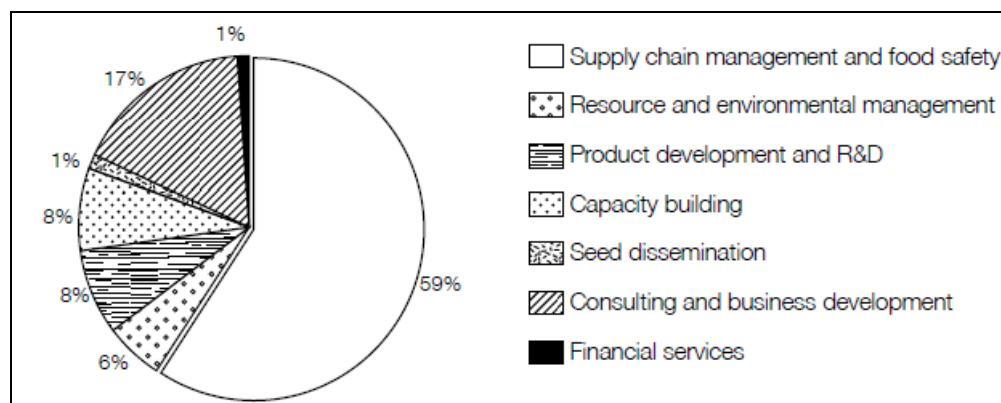 1%
17%
1%
8%
8%
6%
59%
Supply chain management and food safety
Resource and environmental management
Product development and R&D
Capacity building
Seed dissemination
Consulting and business development
Financial services